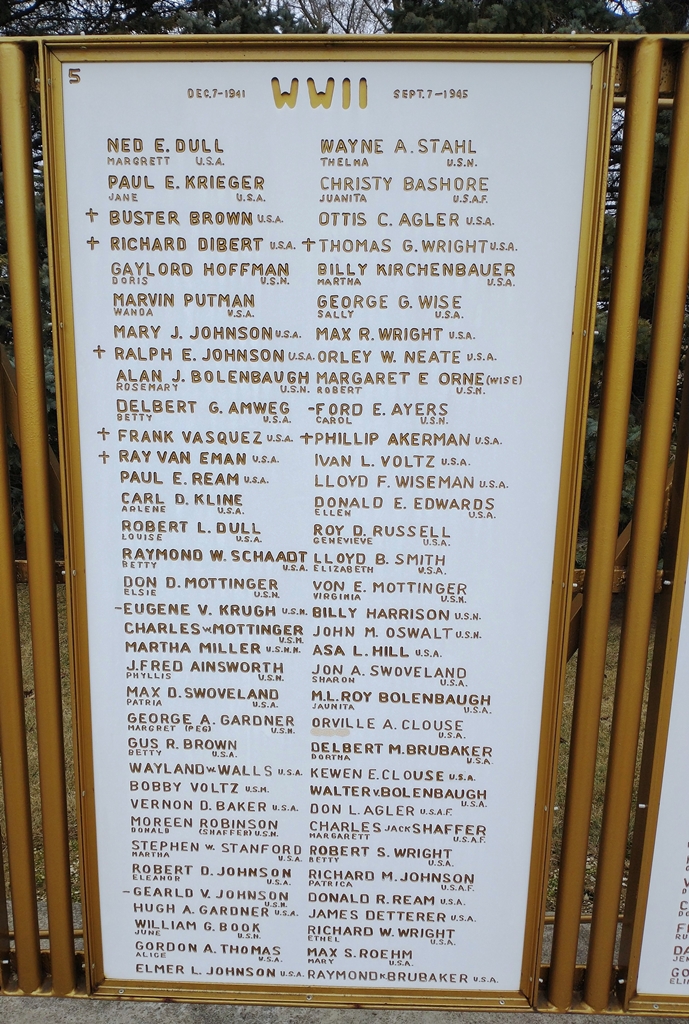 5
DEC.7-1941 WWII SEPT.7-1945
NED E. DULL
MARGRETT U.S.A.
PAUL E. KRIEGER
JANE U.S.A.
✝ BUSTER BROWN U.S.A.
✝ RICHARD DIBERT U.S.A.
GAYLORD HOFFMAN
DORIS U.S.N.
MARVIN PUTMAN
WANDA U.S.A.
MARY J. JOHNSON U.S.A.
✝ RALPH E. JOHNSON U.S.A.
ALAN J. BOLENBAUGH
ROSEMARY U.S.N.
DELBERT G. AMWEG
BETTY U.S.A.
✝ FRANK VASQUEZ U.S.A.
✝ RAY VAN EMAN U.S.A.
PAUL E. REAM U.S.A.
CARL D. KLINE
ARLENE U.S.A.
ROBERT L. DULL
LOUISE U.S.A.
RAYMOND W. SCHAADT
BETTY U.S.A.
DON D. MOTTINGER
ELSIE U.S.N.
-EUGENE V. KRUGH U.S.N.
CHARLES W MOTTINGER
U.S.M.
MARTHA MILLER U.S.N.N.
J.FRED AINSWORTH
PHYLLIS U.S.N.
MAX D. SWOVELAND
PATRIA U.S.A.
GEORGE A. GARDNER
MARGRET (PEG) U.S.N.
GUS R. BROWN
BETTY U.S.A.
WAYLAND W WALLS U.S.A.
BOBBY VOLTZ U.S.M.
VERNON D. BAKER U.S.A.
MOREEN ROBINSON
DONALD (SHAFFER) U.S.N.
STEPHEN W. STANFORD
MARTHA U.S.A.
ROBERT D. JOHNSON
ELEANOR U.S.A.
-GEARLD V. JOHNSON
U.S.N.
HUGH A. GARDNER U.S.A.
WILLIAM G. BOOK
JUNE U.S.N.
GORDON A. THOMAS
ALICE U.S.A.
ELMER L. JOHNSON U.S.A.
WAYNE A. STAHL
THELMA U.S.N.
CHRISTY BASHORE
JUANITA U.S.A.F.
OTTIS C. AGLER U.S.A.
✝ THOMAS G. WRIGHT U.S.A.
BILLY KIRCHENBAUER
MARTHA U.S.A.
GEORGE G. WISE
SALLY U.S.A.
MAX R. WRIGHT U.S.A.
ORLEY W. NEATE U.S.A.
MARGARET E ORNE (WISE)
ROBERT U.S.N.
-FORD E. AYERS
CAROL U.S.N.
✝ PHILLIP AKERMAN U.S.A.
IVAN L. VOLTZ U.S.A.
LLOYD F. WISEMAN U.S.A.
DONALD E. EDWARDS
ELLEN U.S.A.
ROY D. RUSSELL
GENEVIEVE U.S.A.
LLOYD B. SMITH
ELIZABETH U.S.A.
VON E. MOTTINGER
VIRGINIA U.S.N.
BILLY HARRISON U.S.N.
JOHN M. OSWALT U.S.N.
ASA L. HILL U.S.A.
JON A. SWOVELAND
SHARON U.S.A.
M.L.ROY BOLENBAUGH
JAUNITA U.S.A.
ORVILLE A. CLOUSE
U.S.A.
DELBERT M. BRUBAKER
DORTHA U.S.A.
KEWEN E. CLOUSE U.S.A.
WALTER V BOLENBAUGH
U.S.A.
DON L. AGLER U.S.A.F.
CHARLES JACK SHAFFER
MARGARETT U.S.A.F.
ROBERT S. WRIGHT
BETTY U.S.A.
RICHARD M. JOHNSON
PATRICA U.S.A.F.
DONALD R. REAM U.S.A.
JAMES DETTERER U.S.A.
RICHARD W. WRIGHT
ETHEL U.S.A.
MAX S. ROEHM
MARY U.S.A.
RAYMOND K BRUBAKER U.S.A.